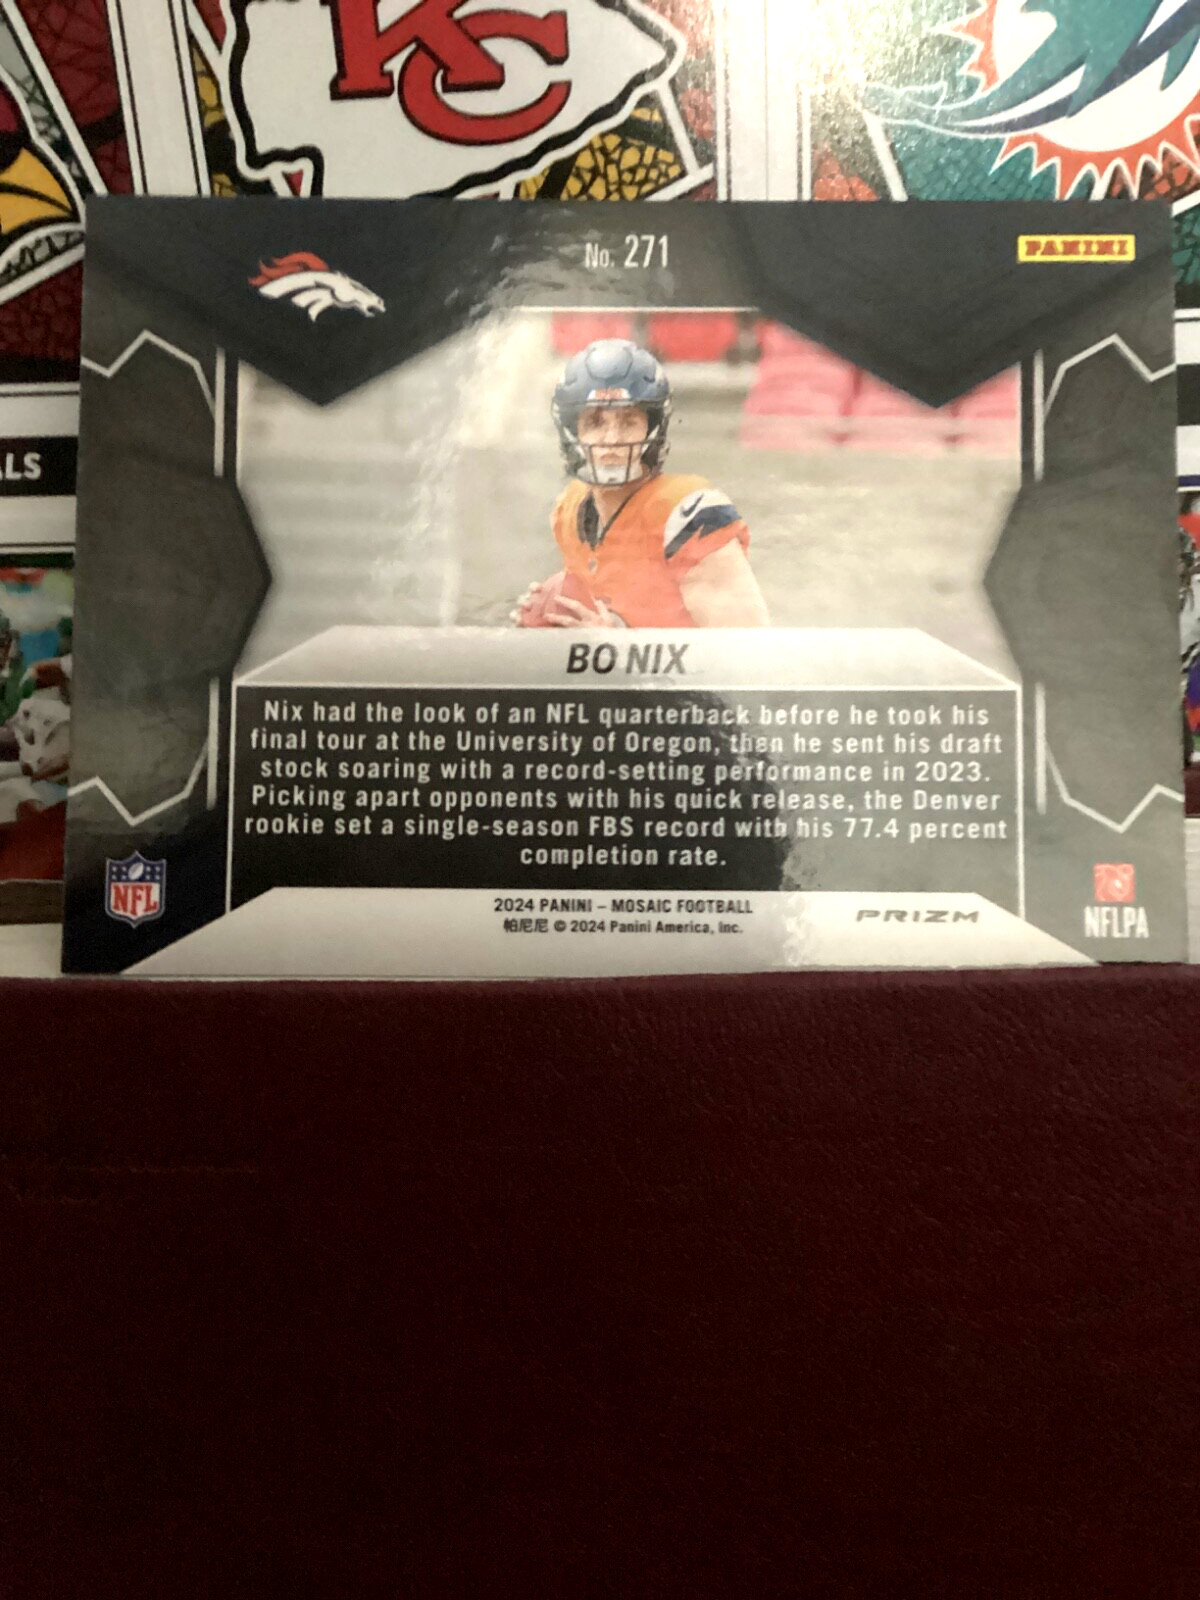 KC
No. 271
PANINI
ALS
BO NIX
Nix had the look of an NFL quarterback before he took his
final tour at the University of Oregon, then he sent his draft
stock soaring with a record-setting performance in 2023.
Picking apart opponents with his quick release, the Denver
rookie set a single-season FBS record with his 77.4 percent
completion rate.
NFL
2024 PANINI – MOSAIC FOOTBALL
帕尼尼 © 2024 Panini America, Inc.
PRIZM
NFLPA